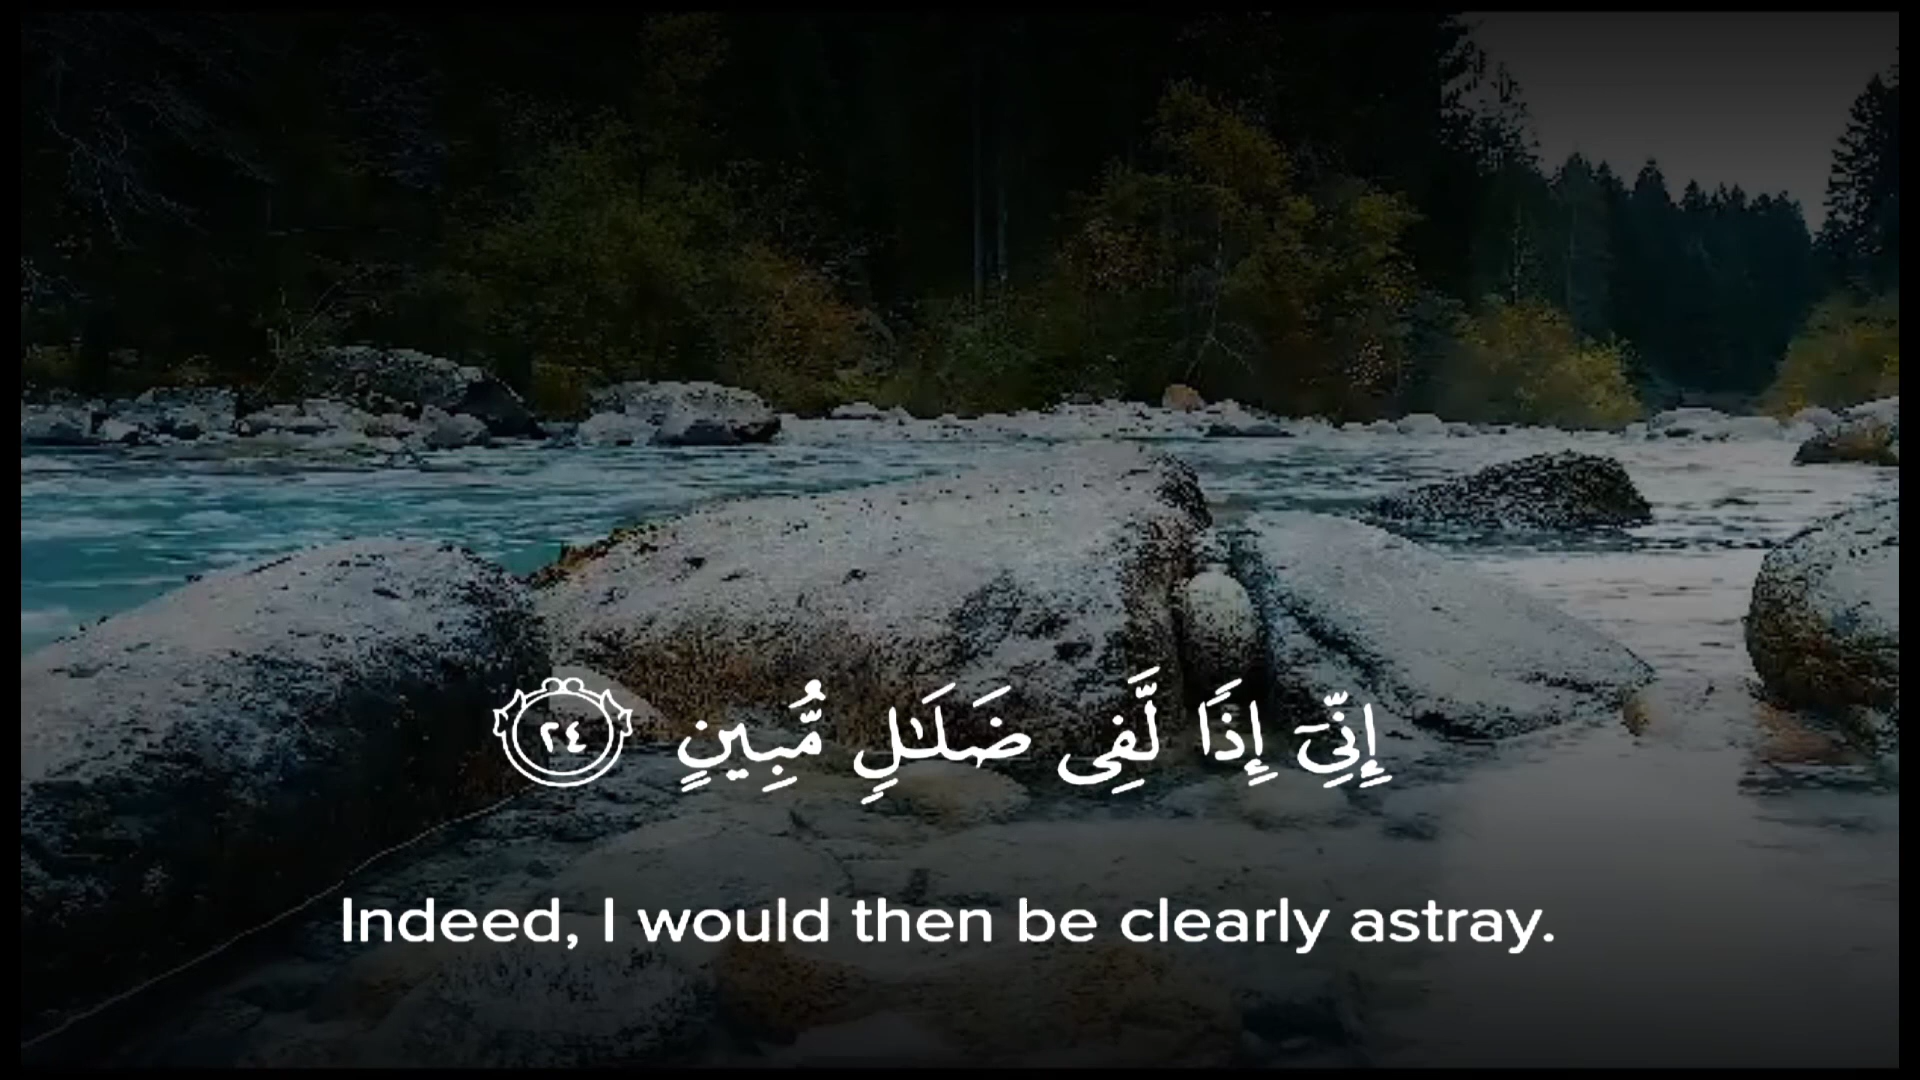 إِنِّىٓ إِذًا لَّفِى ضَلَـٰلٍ مُّبِينٍ ٢٤
Indeed, I would then be clearly astray.